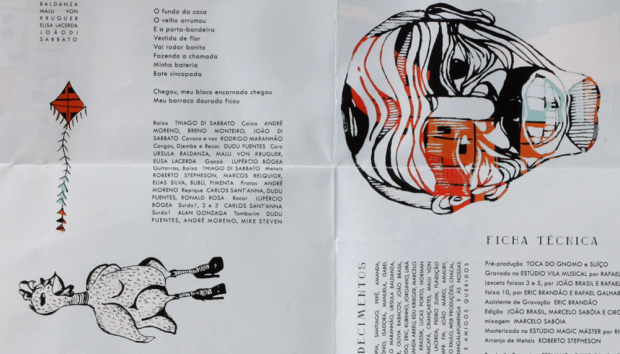 BALDANZA
MALU VON
KRUGUER
ELISA LACERDA
JOÃO DI
SABBATO
O fundo da casa
O velho arrumou
E a porta-bandeira
Vestida de flor
Vai rodar bonito
Fazendo a chamada
Minha bateria
Bate sincopada
Chegou, meu bloco encarnado chegou
Meu barraco dourado ficou
Baixo THIAGO DI SABBATO Caixa ANDRÉ
MORENO, BRENO MONTEIRO, JOÃO DI
SABBATO Cavaco e voz RODRIGO MARANHÃO
Congas, Djembe e Recos DUDU FUENTES Coro
URSULA BALDANZA, MALU VON KRUGUER,
ELISA LACERDA Ganzá LUPÉRCIO BÓGEA
Guitarras, Baixo THIAGO DI SABBATO Metais
ROBERTO STEPHESON, MARCOS BELQUIOR,
ELIAS SILVA, BUBÚ, PIMENTA Pratos ANDRÉ
MORENO Repique CARLOS SANT'ANNA, DUDU
FUENTES, RONALD ROSA Rocar LUPÉRCIO
BÓGEA Surdo1, 2 e 3 CARLOS SANT'ANNA
Surdo1 ALAN GONZAGA Tamborim DUDU
FUENTES, ANDRÉ MORENO, MIKE STEVEN
DECIMENTOS
FICHA TÉCNICA
Pré-produção TOCA DO GNOMO e SUÍÇO
Gravado no ESTÚDIO VILA MUSICAL por RAFAEL
(exceto faixas 3 e 5, por JOÃO BRASIL E RAFAEL
faixa 10, por ERIC BRANDÃO E RAFAEL GALHAR
Assistente de Gravação ERIC BRANDÃO
Edição JOÃO BRASIL, MARCELO SABÓIA E CIRO
mixagem MARCELO SABÓIA
Masterizado no ESTÚDIO MAGIC MÁSTER por RI
Arranjo de Metais ROBERTO STEPHESON